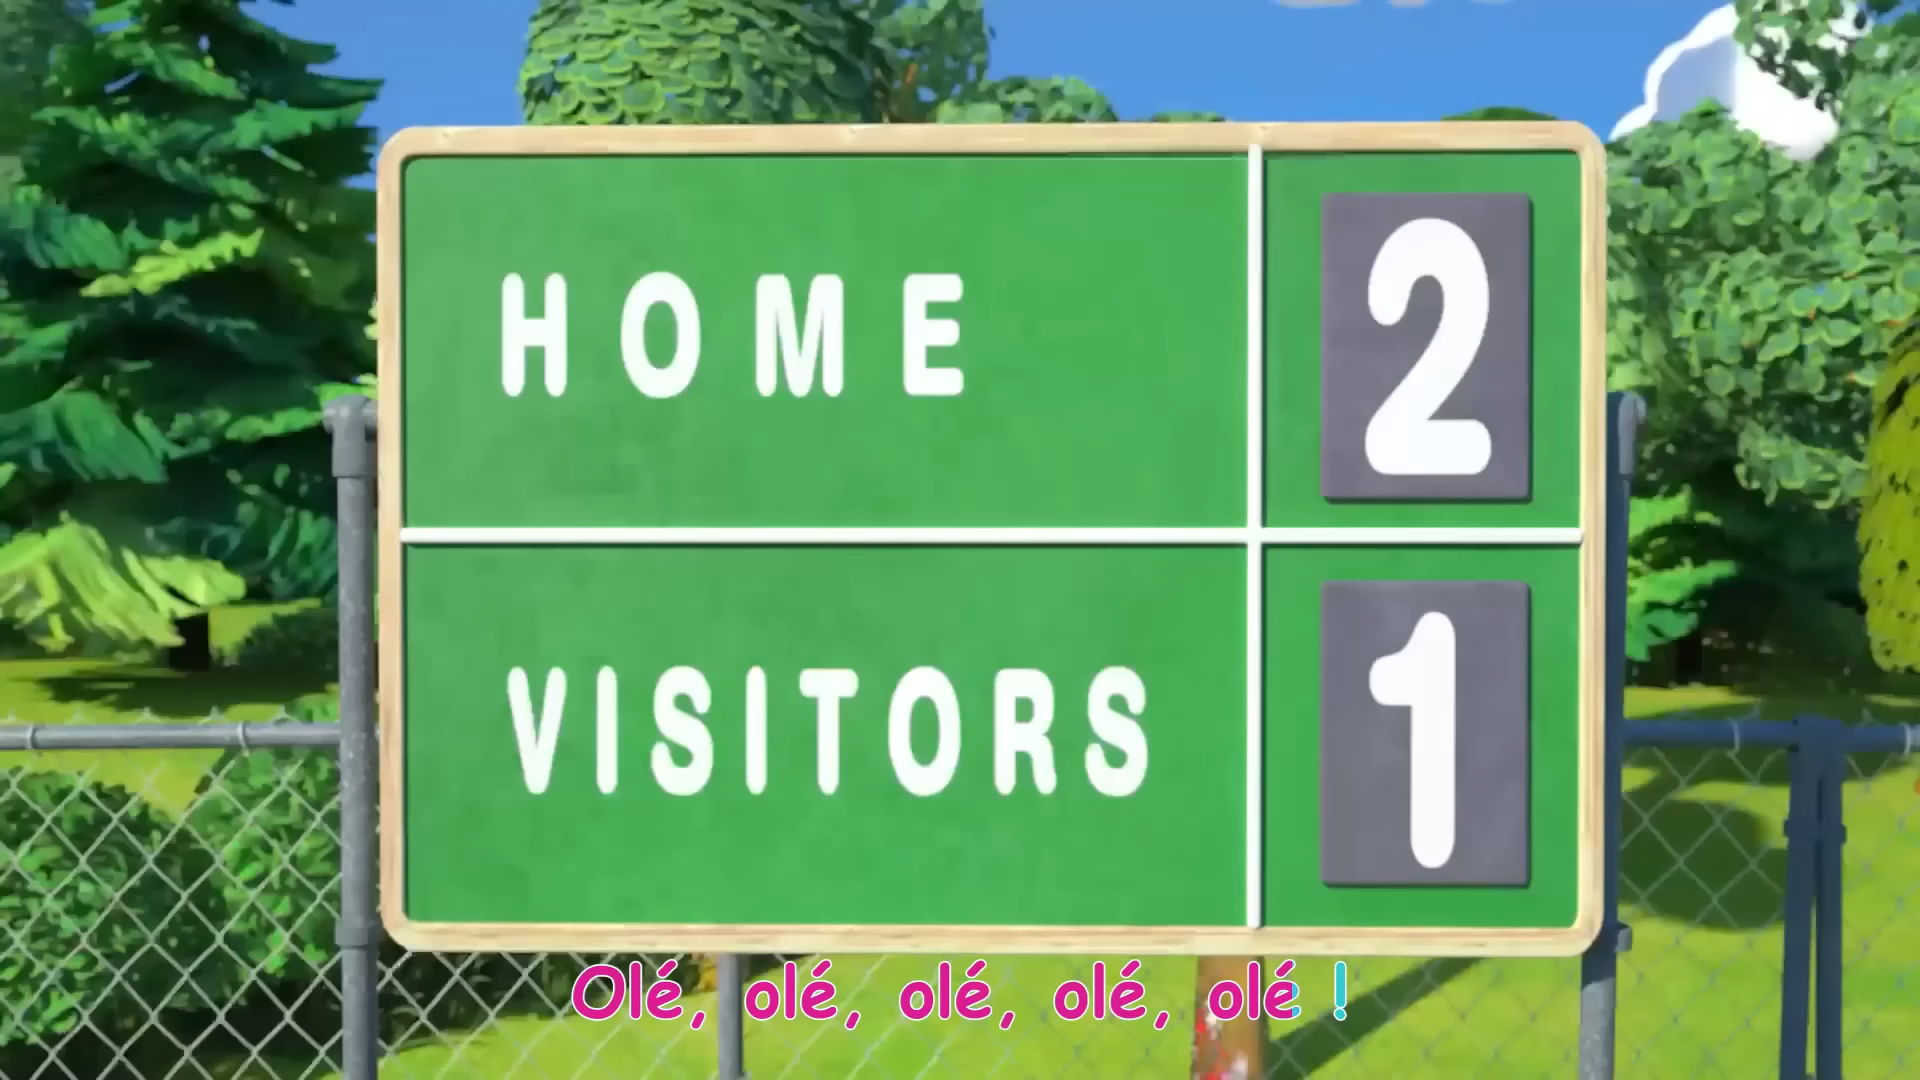 HOME 2
VISITORS 1
Olé, olé, olé, olé, olé !